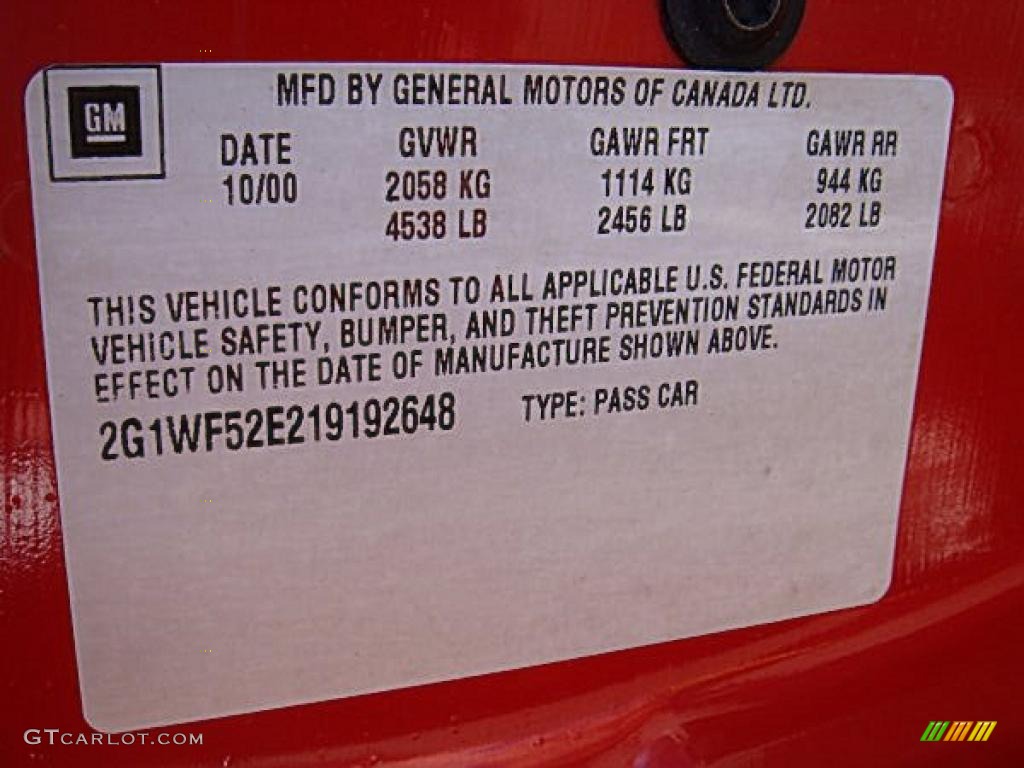 GM
MFD BY GENERAL MOTORS OF CANADA LTD.
DATE GVWR GAWR FRT GAWR RR
10/00 2058 KG 1114 KG 944 KG
4538 LB 2456 LB 2082 LB
THIS VEHICLE CONFORMS TO ALL APPLICABLE U.S. FEDERAL MOTOR
VEHICLE SAFETY, BUMPER, AND THEFT PREVENTION STANDARDS IN
EFFECT ON THE DATE OF MANUFACTURE SHOWN ABOVE.
2G1WF52E219192648 TYPE: PASS CAR
GTCARLOT.COM